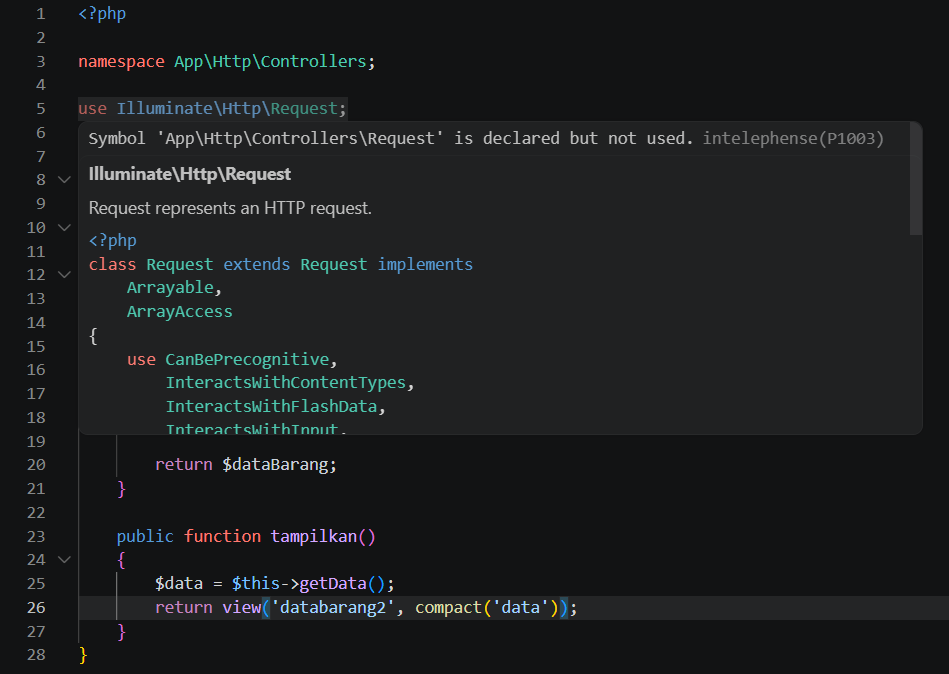 1 <?php
2
3 namespace App\Http\Controllers;
4
5 use Illuminate\Http\Request;
6 Symbol 'App\Http\Controllers\Request' is declared but not used. intelephense(P1003)
7
8 Illuminate\Http\Request
9 Request represents an HTTP request.
10 <?php
11 class Request extends Request implements
12 Arrayable,
13 ArrayAccess
14 {
15 use CanBePrecognitive,
16 InteractsWithContentTypes,
17 InteractsWithFlashData,
18 InteractsWithInput,
19
20 return $dataBarang;
21 }
22
23 public function tampilkan()
24 {
25 $data = $this->getData();
26 return view('databarang2', compact('data'));
27 }
28 }